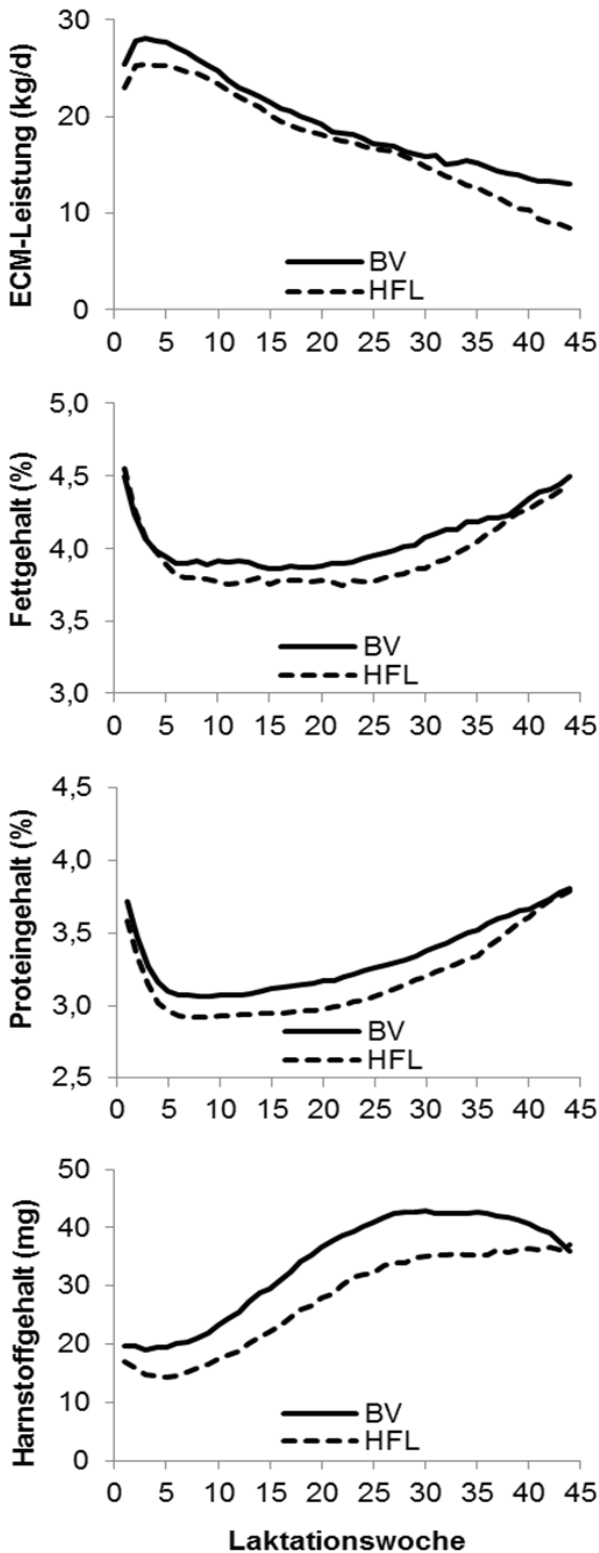 ECM-Leistung (kg/d)
30
20
10
0
BV
HFL
0 5 10 15 20 25 30 35 40 45
Fettgehalt (%)
5,0
4,5
4,0
3,5
3,0
BV
HFL
0 5 10 15 20 25 30 35 40 45
Proteingehalt (%)
4,5
4,0
3,5
3,0
2,5
BV
HFL
0 5 10 15 20 25 30 35 40 45
Harnstoffgehalt (mg)
50
40
30
20
10
0
BV
HFL
0 5 10 15 20 25 30 35 40 45
Laktationswoche